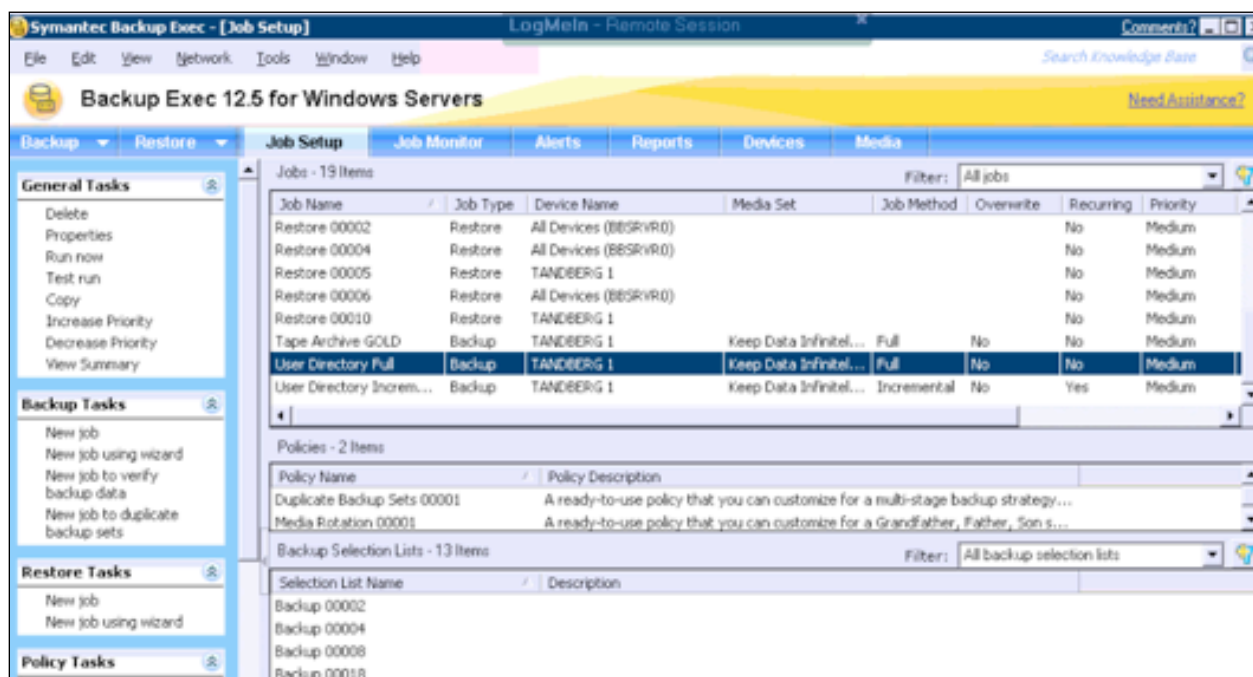 Symantec Backup Exec - [Job Setup] LogMeIn - Remote Session Comments?
File Edit View Network Tools Window Help Search Knowledge Base
Backup Exec 12.5 for Windows Servers Need Assistance?
Backup Restore Job Setup Job Monitor Alerts Reports Devices Media
General Tasks
Delete
Properties
Run now
Test run
Copy
Increase Priority
Decrease Priority
View Summary
Backup Tasks
New job
New job using wizard
New job to verify
backup data
New job to duplicate
backup sets
Restore Tasks
New job
New job using wizard
Policy Tasks
Jobs - 19 Items Filter: All jobs
Job Name Job Type Device Name Media Set Job Method Overwrite Recurring Priority
Restore 00002 Restore All Devices (BBSRVR0) No Medium
Restore 00004 Restore All Devices (BBSRVR0) No Medium
Restore 00005 Restore TANDBERG 1 No Medium
Restore 00006 Restore All Devices (BBSRVR0) No Medium
Restore 00010 Restore TANDBERG 1 No Medium
Tape Archive GOLD Backup TANDBERG 1 Keep Data Infinitel... Full No No Medium
User Directory Full Backup TANDBERG 1 Keep Data Infinitel... Full No No Medium
User Directory Increm... Backup TANDBERG 1 Keep Data Infinitel... Incremental No Yes Medium
Policies - 2 Items
Policy Name Policy Description
Duplicate Backup Sets 00001 A ready-to-use policy that you can customize for a multi-stage backup strategy...
Media Rotation 00001 A ready-to-use policy that you can customize for a Grandfather, Father, Son s...
Backup Selection Lists - 13 Items Filter: All backup selection lists
Selection List Name Description
Backup 00002
Backup 00004
Backup 00008
Backup 00018